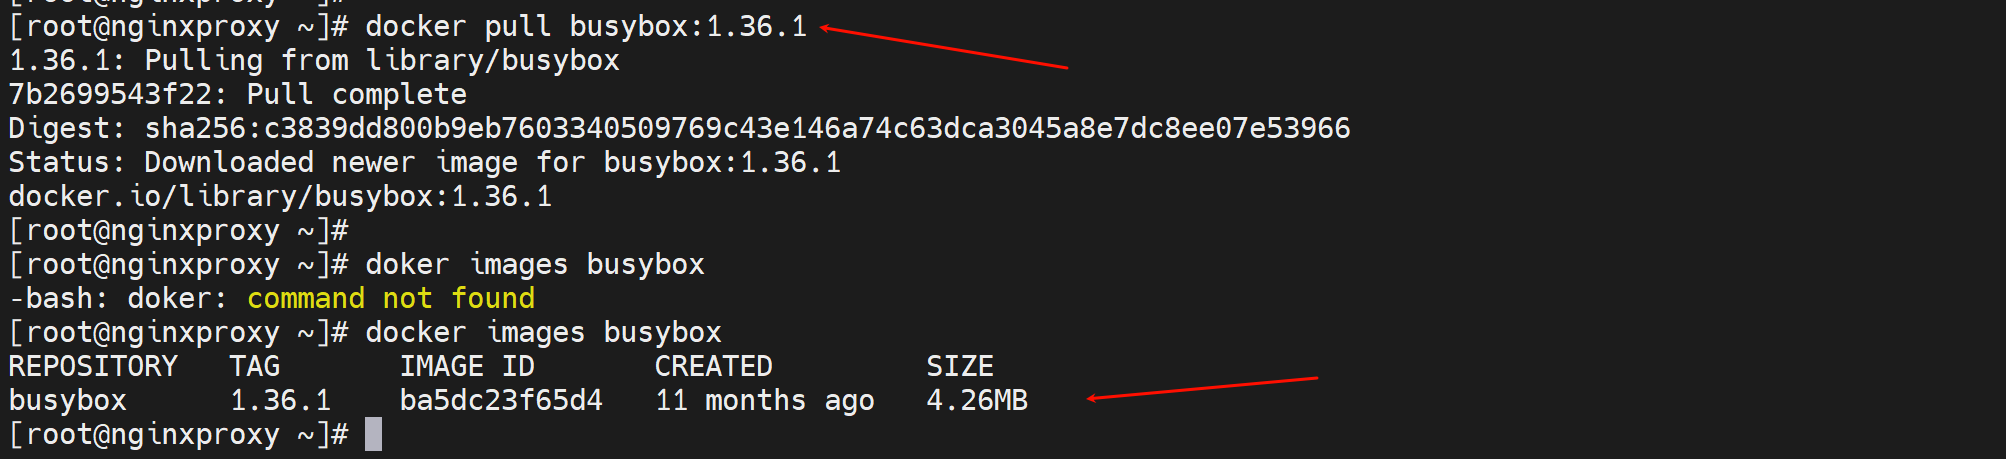 [root@nginxproxy ~]# docker pull busybox:1.36.1
1.36.1: Pulling from library/busybox
7b2699543f22: Pull complete
Digest: sha256:c3839dd800b9eb7603340509769c43e146a74c63dca3045a8e7dc8ee07e53966
Status: Downloaded newer image for busybox:1.36.1
docker.io/library/busybox:1.36.1
[root@nginxproxy ~]#
[root@nginxproxy ~]# doker images busybox
-bash: doker: command not found
[root@nginxproxy ~]# docker images busybox
REPOSITORY   TAG       IMAGE ID       CREATED         SIZE
busybox      1.36.1    ba5dc23f65d4   11 months ago   4.26MB
[root@nginxproxy ~]#